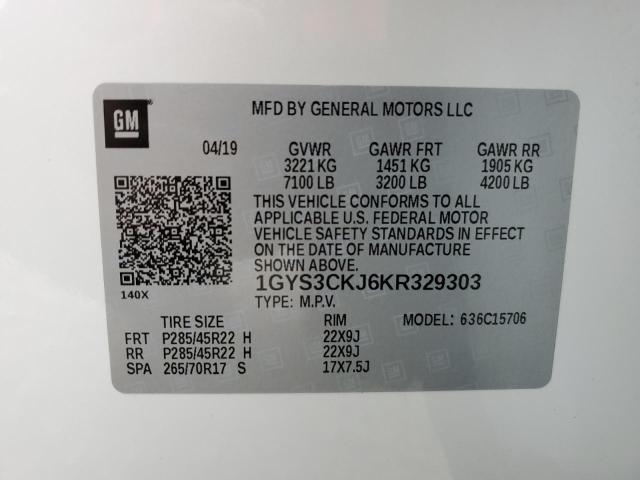 GM
MFD BY GENERAL MOTORS LLC
04/19 GVWR GAWR FRT GAWR RR
3221 KG 1451 KG 1905 KG
7100 LB 3200 LB 4200 LB
THIS VEHICLE CONFORMS TO ALL
APPLICABLE U.S. FEDERAL MOTOR
VEHICLE SAFETY STANDARDS IN EFFECT
ON THE DATE OF MANUFACTURE
SHOWN ABOVE.
1GYS3CKJ6KR329303
140X
TYPE: M.P.V.
TIRE SIZE RIM MODEL: 636C15706
FRT P285/45R22 H 22X9J
RR P285/45R22 H 22X9J
SPA 265/70R17 S 17X7.5J